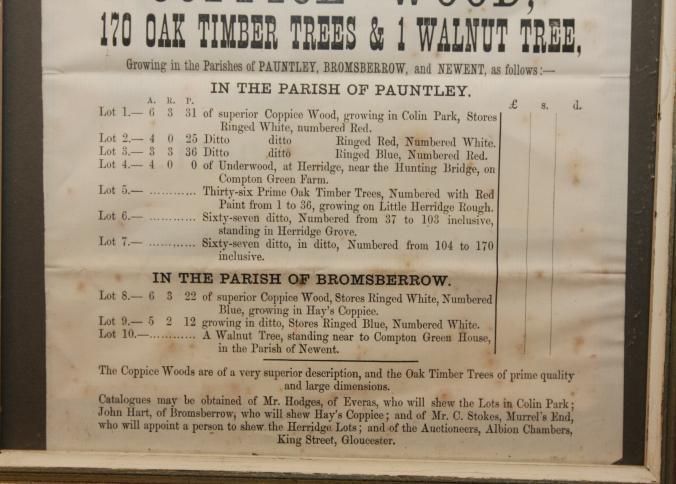 COPPICE WOOD,
170 OAK TIMBER TREES & 1 WALNUT TREE,
Growing in the Parishes of PAUNTLEY, BROMSBERROW, and NEWENT, as follows:—
IN THE PARISH OF PAUNTLEY.
A. R. P. £ s. d.
Lot 1.— 6 3 31 of superior Coppice Wood, growing in Colin Park, Stores
Ringed White, numbered Red.
Lot 2.— 4 0 25 Ditto ditto Ringed Red, Numbered White.
Lot 3.— 3 3 36 Ditto ditto Ringed Blue, Numbered Red.
Lot 4.— 4 0 0 of Underwood, at Herridge, near the Hunting Bridge, on
Compton Green Farm.
Lot 5.— ............ Thirty-six Prime Oak Timber Trees, Numbered with Red
Paint from 1 to 36, growing on Little Herridge Rough.
Lot 6.— ............ Sixty-seven ditto, Numbered from 37 to 103 inclusive,
standing in Herridge Grove.
Lot 7.— ............ Sixty-seven ditto, in ditto, Numbered from 104 to 170
inclusive.
IN THE PARISH OF BROMSBERROW.
Lot 8.— 6 3 22 of superior Coppice Wood, Stores Ringed White, Numbered
Blue, growing in Hay's Coppice.
Lot 9.— 5 2 12 growing in ditto, Stores Ringed Blue, Numbered White.
Lot 10.—............ A Walnut Tree, standing near to Compton Green House,
in the Parish of Newent.
The Coppice Woods are of a very superior description, and the Oak Timber Trees of prime quality
and large dimensions.
Catalogues may be obtained of Mr. Hodges, of Everas, who will shew the Lots in Colin Park;
John Hart, of Bromsberrow, who will shew Hay's Coppice; and of Mr. C. Stokes, Murrel's End,
who will appoint a person to shew the Herridge Lots; and of the Auctioneers, Albion Chambers,
King Street, Gloucester.